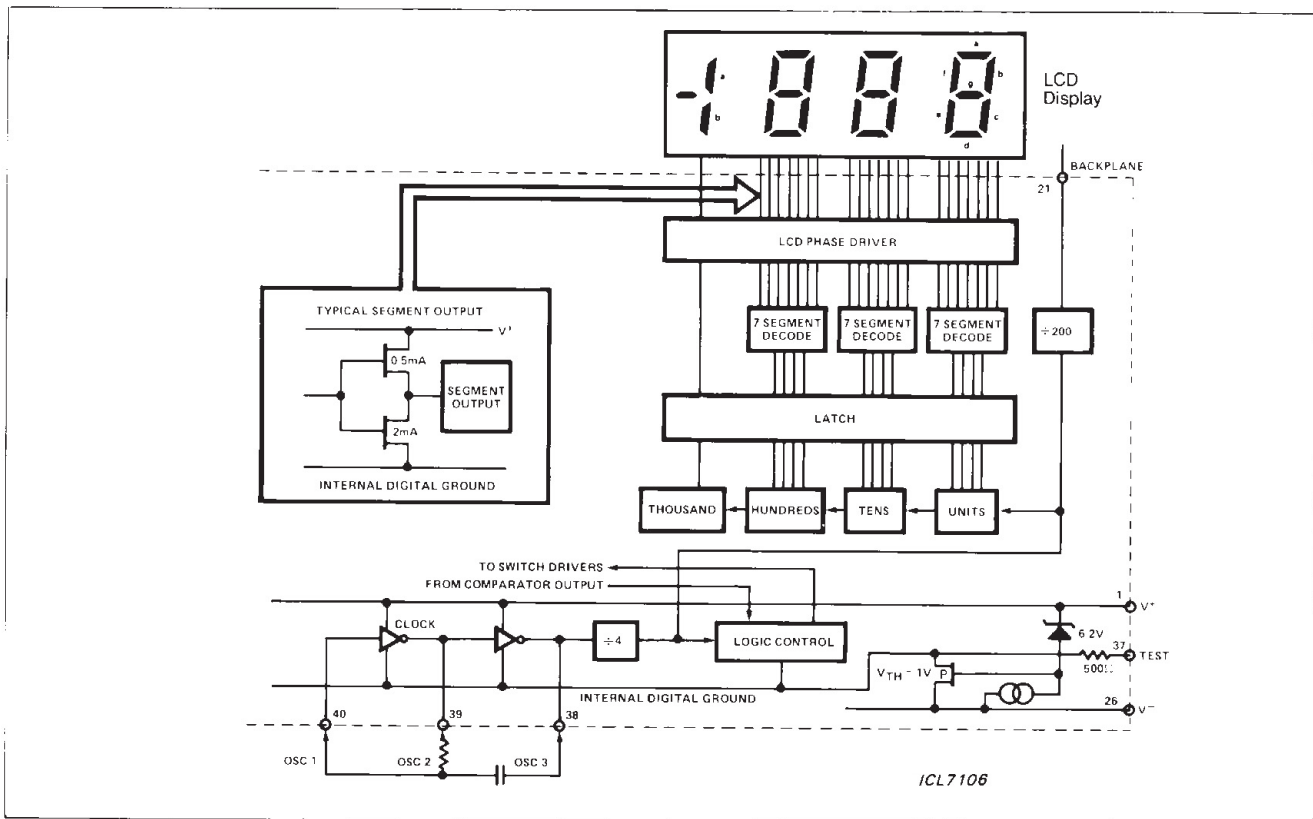 a
b
a
f
b
g
e
c
d
LCD
Display
BACKPLANE
21
LCD PHASE DRIVER
TYPICAL SEGMENT OUTPUT
V+
0.5mA
SEGMENT
OUTPUT
2mA
INTERNAL DIGITAL GROUND
7 SEGMENT
DECODE
7 SEGMENT
DECODE
7 SEGMENT
DECODE
÷200
LATCH
THOUSAND
HUNDREDS
TENS
UNITS
TO SWITCH DRIVERS
FROM COMPARATOR OUTPUT
1
V+
CLOCK
6.2V
÷4
LOGIC CONTROL
37
TEST
VTH = 1V
P
500Ω
INTERNAL DIGITAL GROUND
26
V−
40
39
38
OSC 1
OSC 2
OSC 3
ICL7106